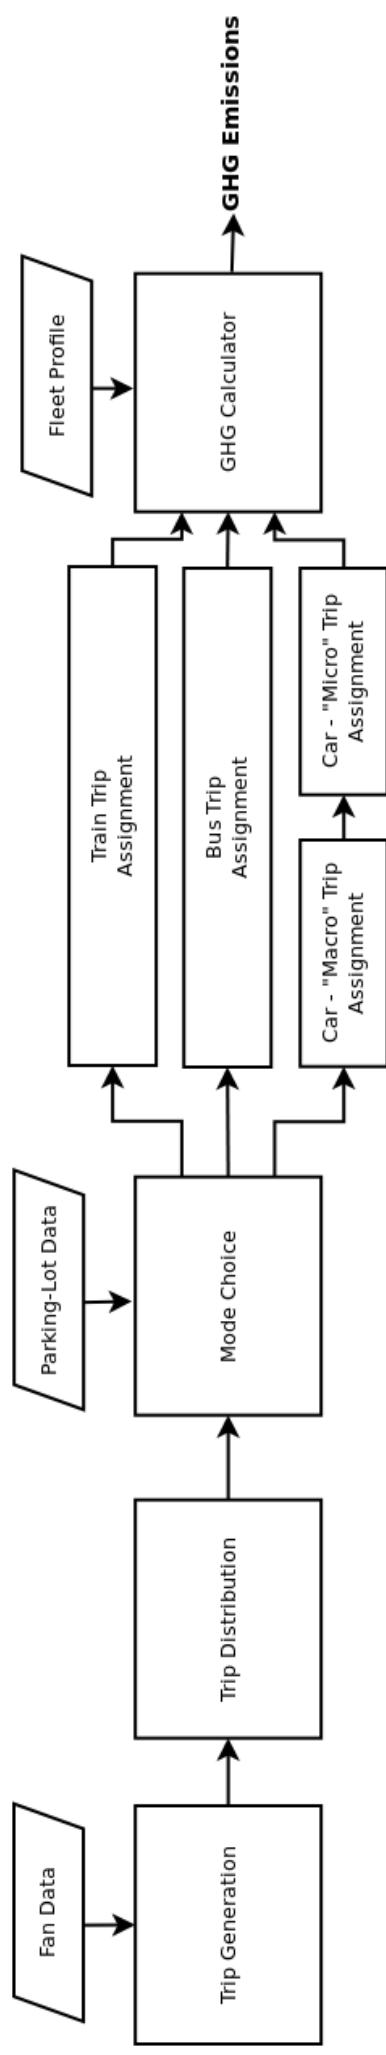 Fan Data
Trip Generation
Trip Distribution
Parking-Lot Data
Mode Choice
Train Trip
Assignment
Bus Trip
Assignment
Car - "Macro" Trip
Assignment
Car - "Micro" Trip
Assignment
Fleet Profile
GHG Calculator
GHG Emissions